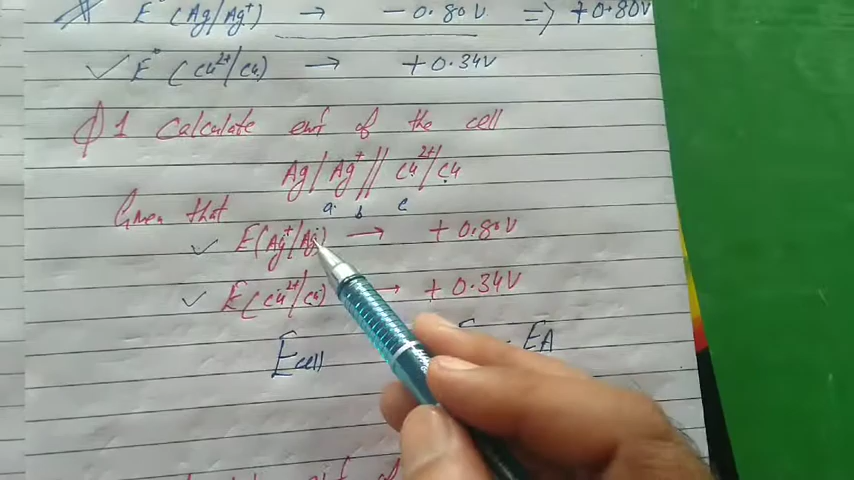 E° (Ag/Ag⁺) → - 0.80V ⇒ +0.80V
✓ E° (Cu²⁺/Cu) → +0.34V
Q1 Calculate emf of the cell
Ag/Ag⁺//Cu²⁺/Cu
a b c
Given that
✓ E(Ag⁺/Ag) → + 0.80V
✓ E(Cu²⁺/Cu) → + 0.34V
Ecell - EA